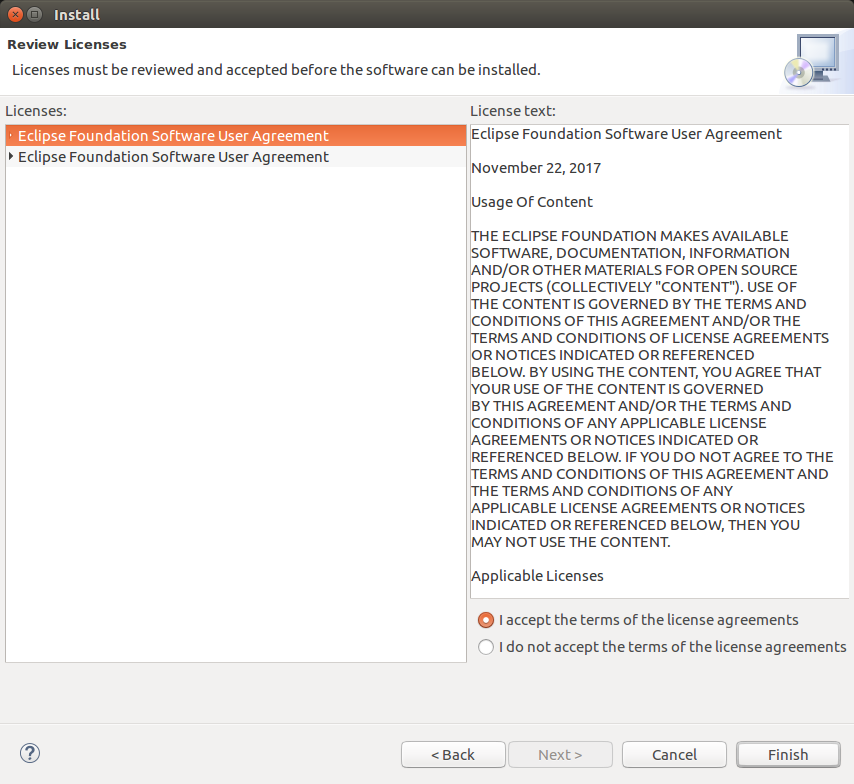 Install
Review Licenses
Licenses must be reviewed and accepted before the software can be installed.
Licenses:
Eclipse Foundation Software User Agreement
Eclipse Foundation Software User Agreement
License text:
Eclipse Foundation Software User Agreement
November 22, 2017
Usage Of Content
THE ECLIPSE FOUNDATION MAKES AVAILABLE
SOFTWARE, DOCUMENTATION, INFORMATION
AND/OR OTHER MATERIALS FOR OPEN SOURCE
PROJECTS (COLLECTIVELY "CONTENT"). USE OF
THE CONTENT IS GOVERNED BY THE TERMS AND
CONDITIONS OF THIS AGREEMENT AND/OR THE
TERMS AND CONDITIONS OF LICENSE AGREEMENTS
OR NOTICES INDICATED OR REFERENCED
BELOW. BY USING THE CONTENT, YOU AGREE THAT
YOUR USE OF THE CONTENT IS GOVERNED
BY THIS AGREEMENT AND/OR THE TERMS AND
CONDITIONS OF ANY APPLICABLE LICENSE
AGREEMENTS OR NOTICES INDICATED OR
REFERENCED BELOW. IF YOU DO NOT AGREE TO THE
TERMS AND CONDITIONS OF THIS AGREEMENT AND
THE TERMS AND CONDITIONS OF ANY
APPLICABLE LICENSE AGREEMENTS OR NOTICES
INDICATED OR REFERENCED BELOW, THEN YOU
MAY NOT USE THE CONTENT.
Applicable Licenses
I accept the terms of the license agreements
I do not accept the terms of the license agreements
?
< Back
Next >
Cancel
Finish